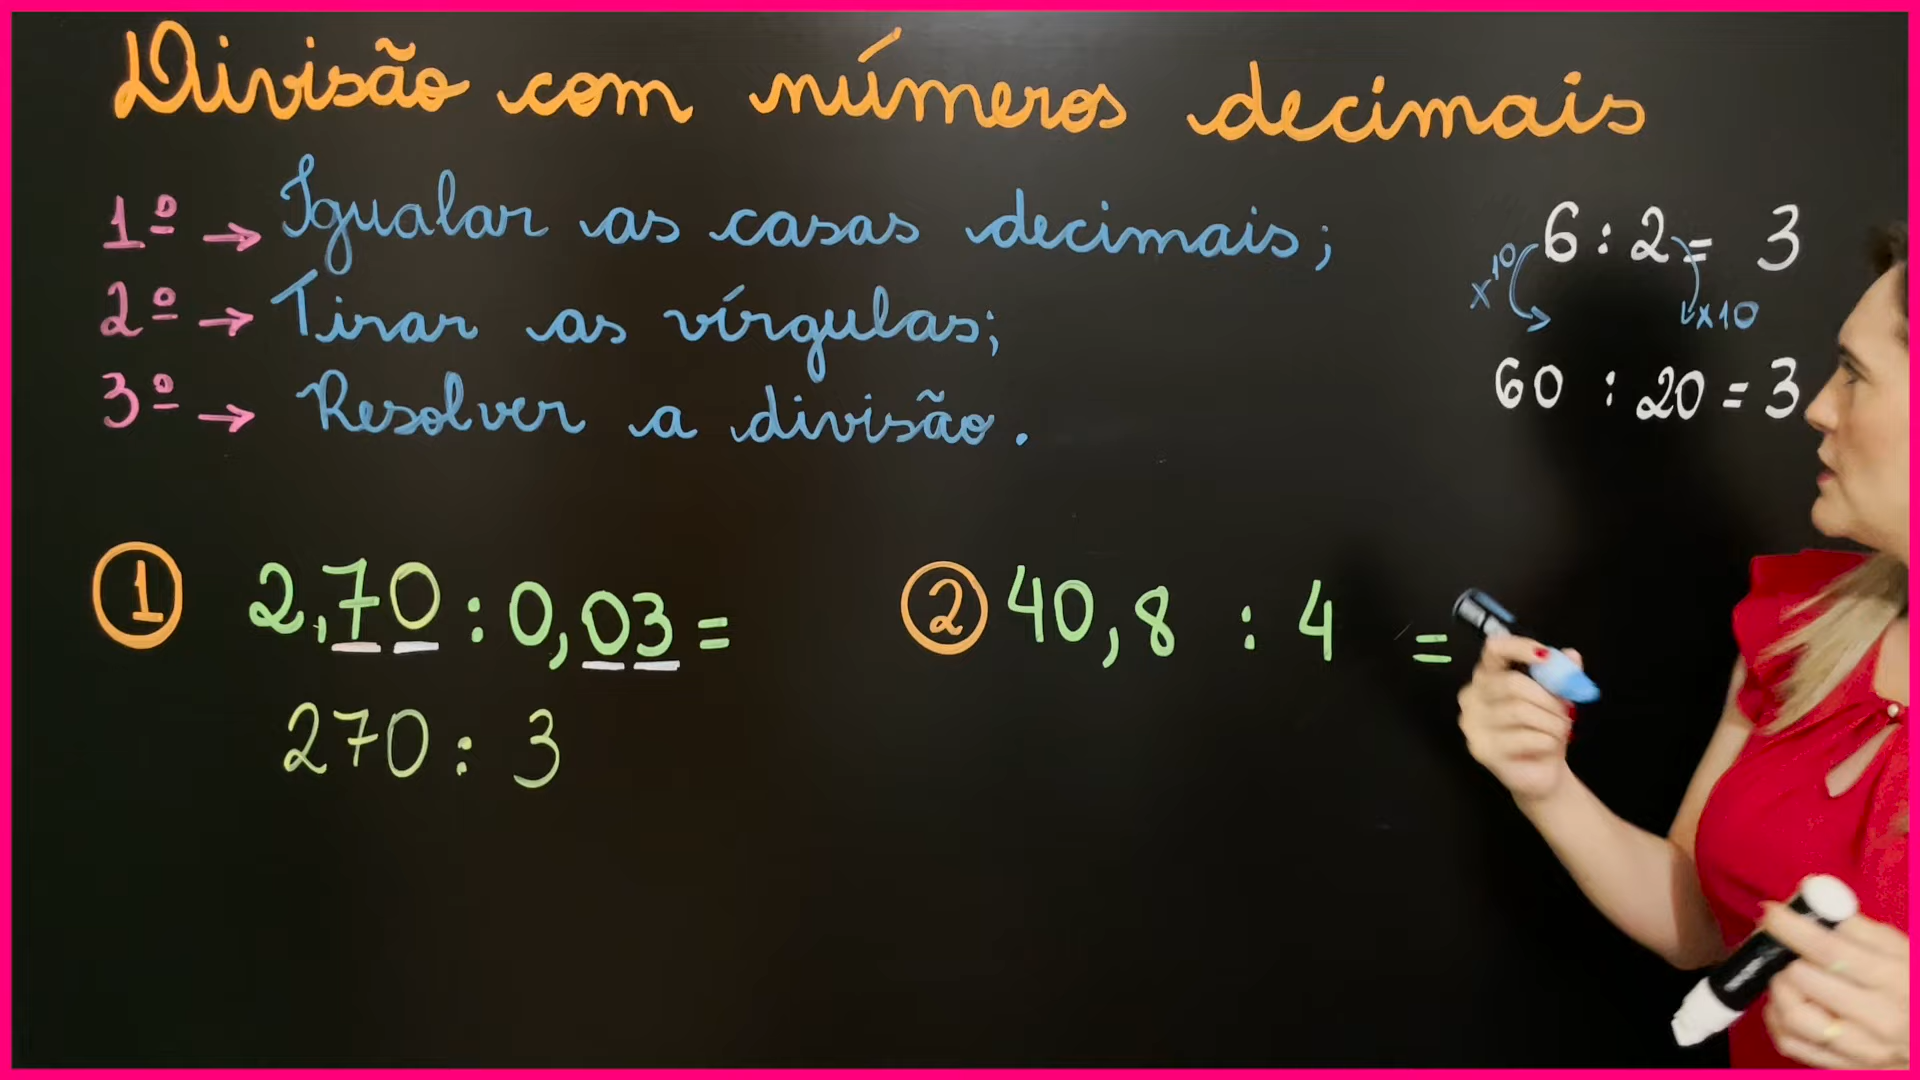 Divisão com números decimais
1º → Igualar as casas decimais;
2º → Tirar as vírgulas;
3º → Resolver a divisão.
6 : 2 = 3
x10 x10
60 : 20 = 3
1 2,70 : 0,03 =
270 : 3
2 40,8 : 4 =